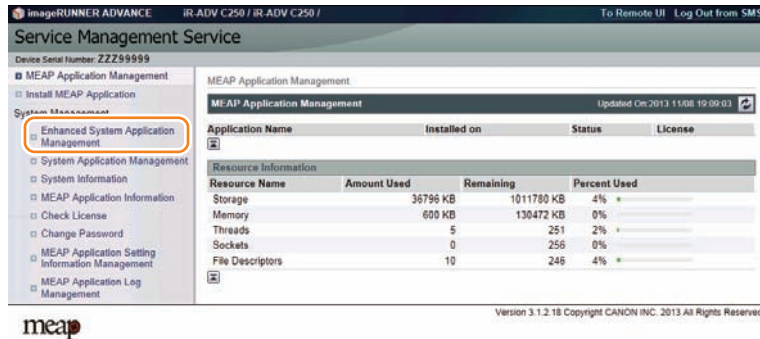 imageRUNNER ADVANCE iR-ADV C250 / iR-ADV C250 / To Remote UI Log Out from SMS
Service Management Service
Device Serial Number: ZZZ99999
MEAP Application Management
Install MEAP Application
System Management
Enhanced System Application
Management
System Application Management
System Information
MEAP Application Information
Check License
Change Password
MEAP Application Setting
Information Management
MEAP Application Log
Management
MEAP Application Management
MEAP Application Management Updated On:2013 11/08 19:09:03
Application Name Installed on Status License
Resource Information
Resource Name Amount Used Remaining Percent Used
Storage 36796 KB 1011780 KB 4%
Memory 600 KB 130472 KB 0%
Threads 5 251 2%
Sockets 0 256 0%
File Descriptors 10 246 4%
Version 3.1.2.18 Copyright CANON INC. 2013 All Rights Reserved
meap